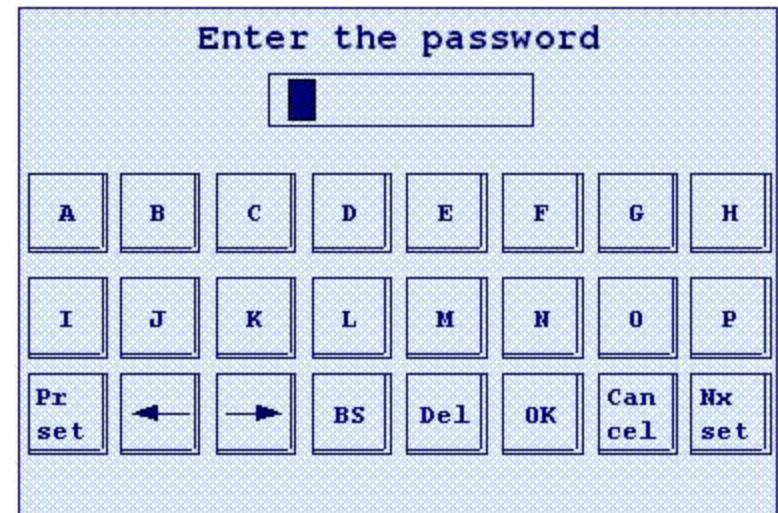 Enter the password
A B C D E F G H
I J K L M N O P
Pr set BS Del OK Can cel Nx set